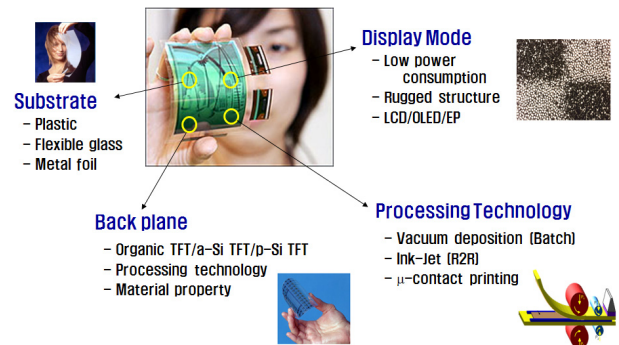 Display Mode
– Low power
consumption
– Rugged structure
– LCD/OLED/EP
Substrate
– Plastic
– Flexible glass
– Metal foil
Back plane
– Organic TFT/a-Si TFT/p-Si TFT
– Processing technology
– Material property
Processing Technology
– Vacuum deposition (Batch)
– Ink-Jet (R2R)
– μ-contact printing